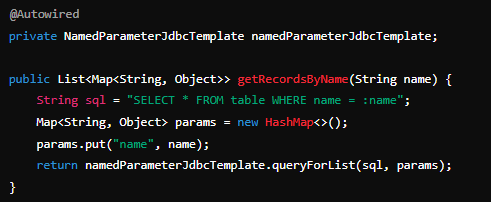 @Autowired
private NamedParameterJdbcTemplate namedParameterJdbcTemplate;
public List<Map<String, Object>> getRecordsByName(String name) {
String sql = "SELECT * FROM table WHERE name = :name";
Map<String, Object> params = new HashMap<>();
params.put("name", name);
return namedParameterJdbcTemplate.queryForList(sql, params);
}